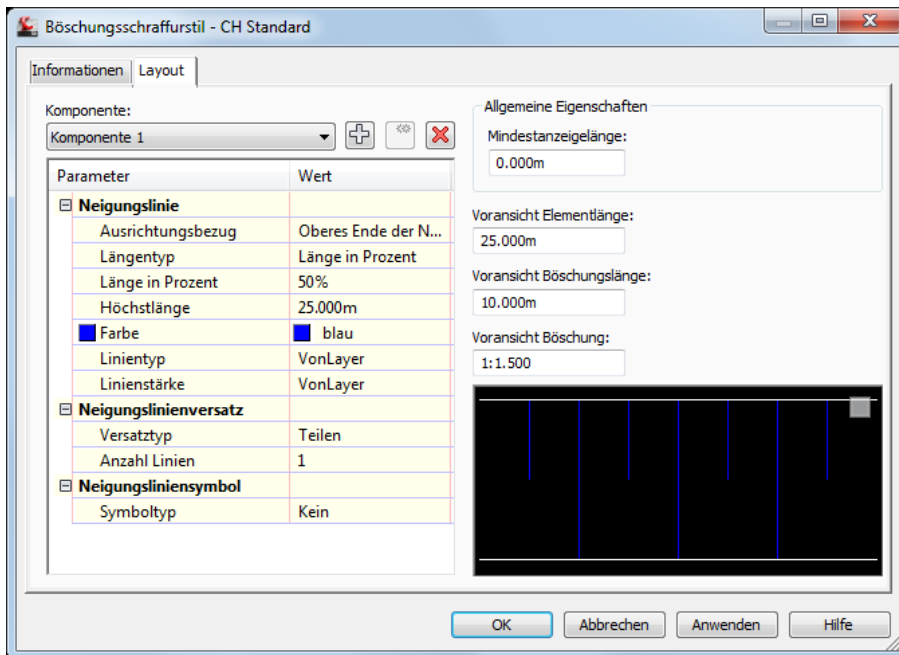 Böschungsschraffurstil - CH Standard
Informationen
Layout
Komponente:
Komponente 1
Parameter Wert
Neigungslinie
Ausrichtungsbezug Oberes Ende der N...
Längentyp Länge in Prozent
Länge in Prozent 50%
Höchstlänge 25.000m
Farbe blau
Linientyp VonLayer
Linienstärke VonLayer
Neigungslinienversatz
Versatztyp Teilen
Anzahl Linien 1
Neigungsliniensymbol
Symboltyp Kein
Allgemeine Eigenschaften
Mindestanzeigelänge:
0.000m
Voransicht Elementlänge:
25.000m
Voransicht Böschungslänge:
10.000m
Voransicht Böschung:
1:1.500
OK Abbrechen Anwenden Hilfe